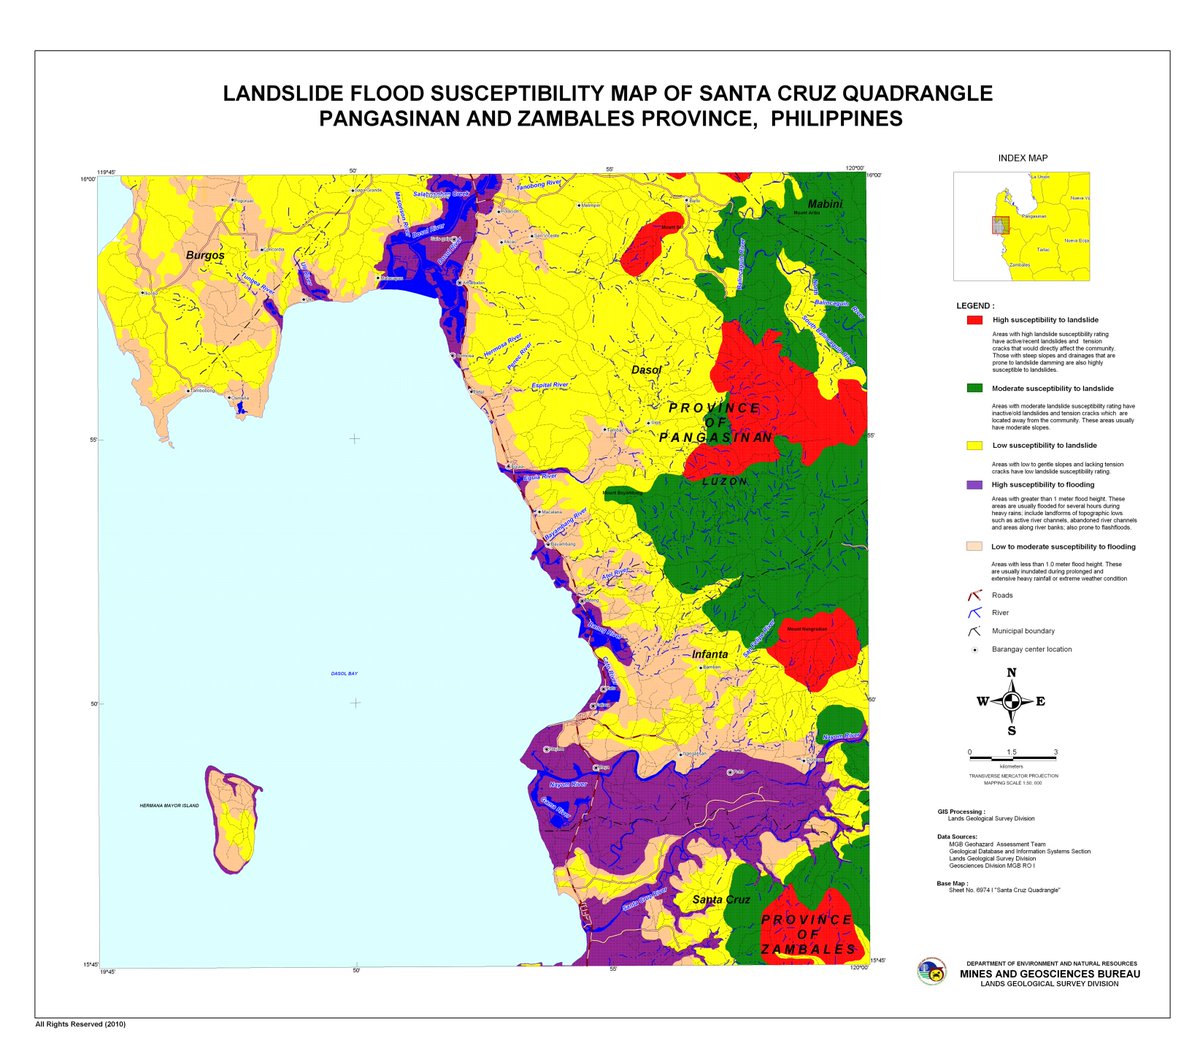 LANDSLIDE FLOOD SUSCEPTIBILITY MAP OF SANTA CRUZ QUADRANGLE
PANGASINAN AND ZAMBALES PROVINCE, PHILIPPINES
INDEX MAP
La Union
Pangasinan
Tarlac
Zambales
119°45'
55'
120°00'
16°00'
16°00'
Tanobong River
Mabini
Burgos
Dasol River
Hermosa River
Espital River
Dasol
PROVINCE
OF
PANGASINAN
LUZON
55'
55'
Bayambang River
Infanta
DASOL BAY
50'
50'
Nayom River
HERMANA MAYOR ISLAND
Nayom River
Santa Cruz River
Santa Cruz
PROVINCE
OF
ZAMBALES
15°45'
15°45'
19°45'
50'
55'
120°00'
LEGEND :
High susceptibility to landslide
Areas with high landslide susceptibility rating
have active/recent landslides and tension
cracks that would directly affect the community.
Those with steep slopes and drainages that are
prone to landslide damming are also highly
susceptible to landslides.
Moderate susceptibility to landslide
Areas with moderate landslide susceptibility rating have
inactive/old landslides and tension cracks which are
located away from the community. These areas usually
have moderate slopes.
Low susceptibility to landslide
Areas with low to gentle slopes and lacking tension
cracks have low landslide susceptibility rating.
High susceptibility to flooding
Areas with greater than 1 meter flood height. These
areas are usually flooded for several hours during
heavy rains; include landforms of topographic lows
such as active river channels, abandoned river channels
and areas along river banks; also prone to flashfloods.
Low to moderate susceptibility to flooding
Areas with less than 1.0 meter flood height. These
are usually inundated during prolonged and
extensive heavy rainfall or extreme weather condition
Roads
River
Municipal boundary
Barangay center location
N
W E
S
0 1.5 3
kilometers
TRANSVERSE MERCATOR PROJECTION
MAPPING SCALE 1:50, 000
GIS Processing :
Lands Geological Survey Division
Data Sources:
MGB Geohazard Assessment Team
Geological Database and Information Systems Section
Lands Geological Survey Division
Geosciences Division MGB RO I
Base Map :
Sheet No. 6974 I "Santa Cruz Quadrangle"
DEPARTMENT OF ENVIRONMENT AND NATURAL RESOURCES
MINES AND GEOSCIENCES BUREAU
LANDS GEOLOGICAL SURVEY DIVISION
All Rights Reserved (2010)